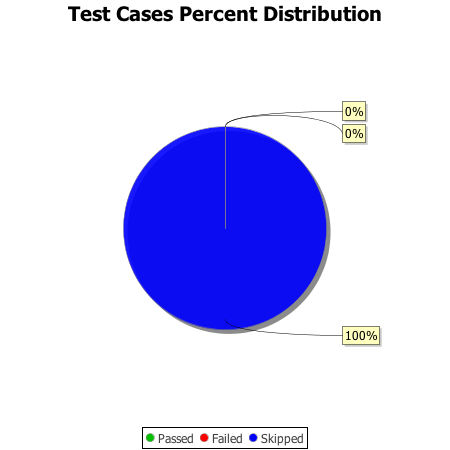 Test Cases Percent Distribution
0%
0%
100%
Passed Failed Skipped